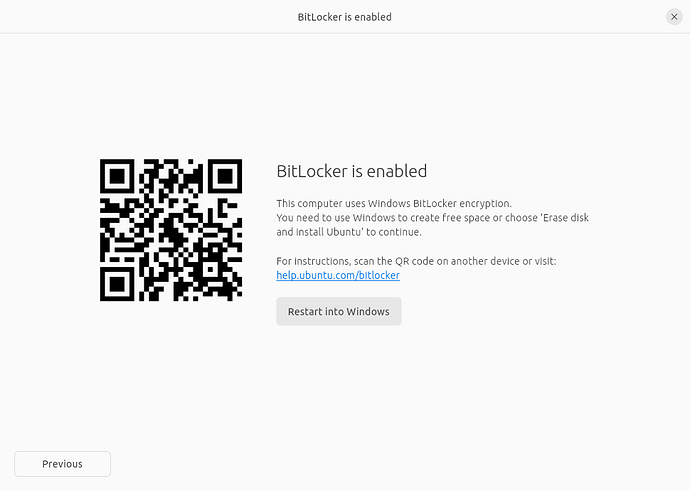 BitLocker is enabled
BitLocker is enabled
This computer uses Windows BitLocker encryption.
You need to use Windows to create free space or choose 'Erase disk
and install Ubuntu' to continue.
For instructions, scan the QR code on another device or visit:
help.ubuntu.com/bitlocker
Restart into Windows
Previous